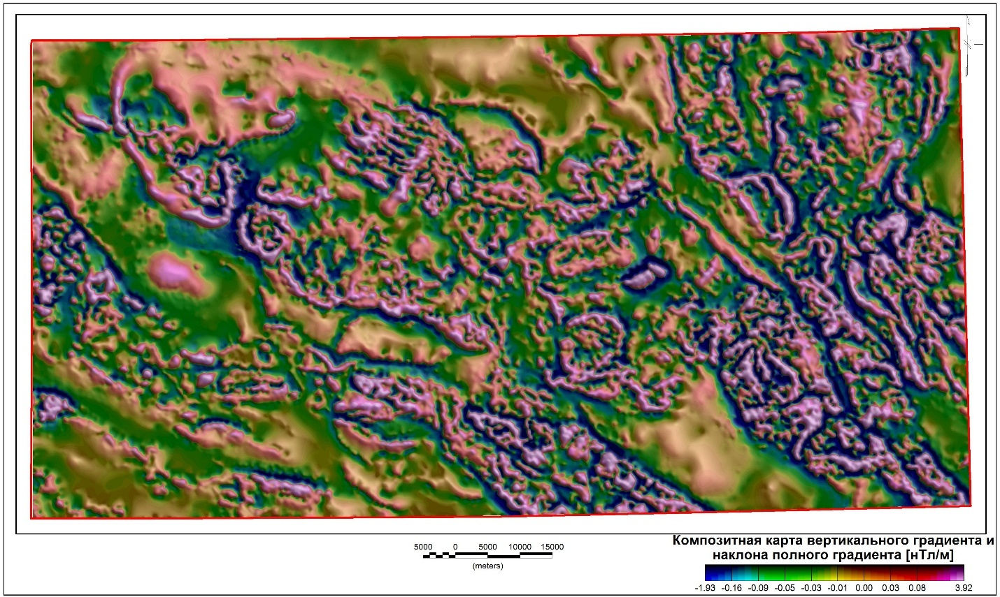 5000 0 5000 10000 15000
(meters)
Композитная карта вертикального градиента и
наклона полного градиента [нТл/м]
-1.93 -0.16 -0.09 -0.05 -0.03 -0.01 0.00 0.03 0.08 3.92